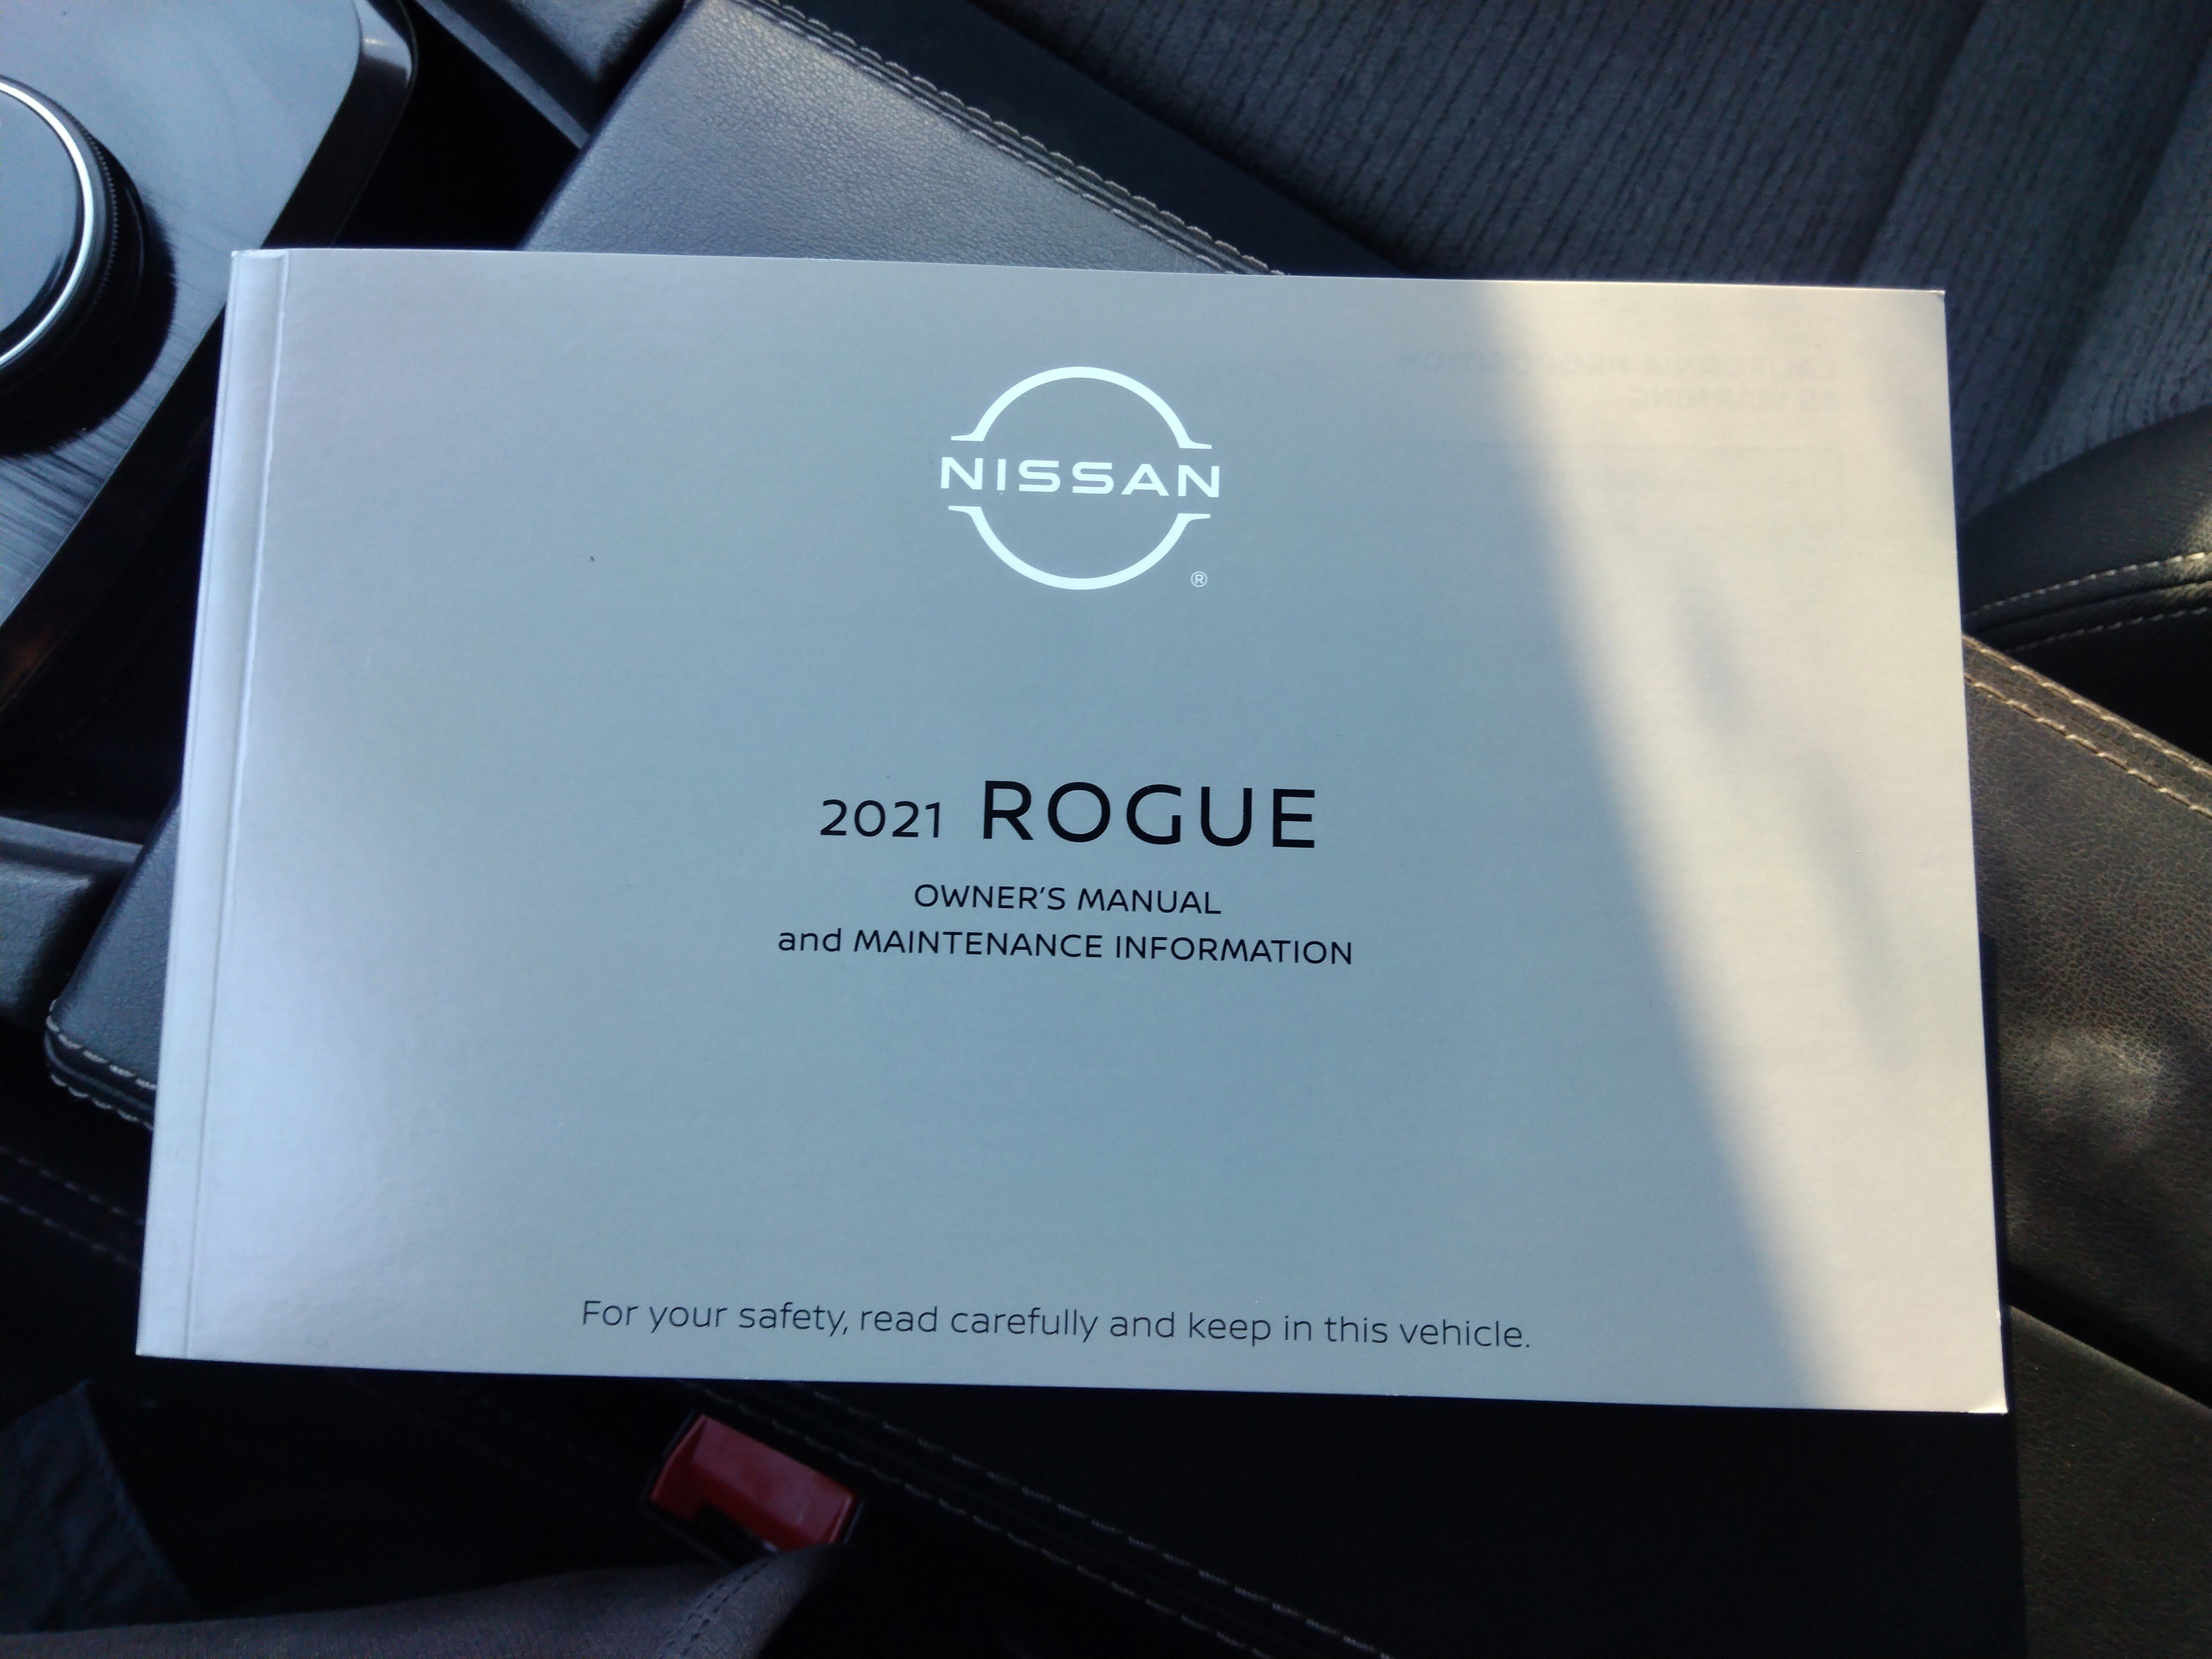 NISSAN
®
2021 ROGUE
OWNER'S MANUAL
and MAINTENANCE INFORMATION
For your safety, read carefully and keep in this vehicle.